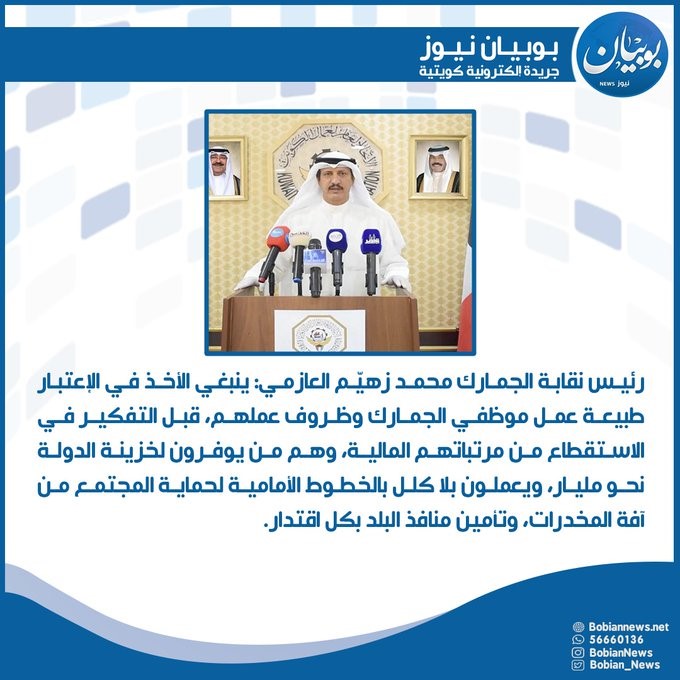 بوبيان نيوز
جريدة إلكترونية كويتية
بوبيان
نيوز NEWS
رئيس نقابة الجمارك محمد زهيّم العازمي: ينبغي الأخذ في الإعتبار
طبيعة عمل موظفي الجمارك وظروف عملهم، قبل التفكير في
الاستقطاع من مرتباتهم المالية، وهم من يوفرون لخزينة الدولة
نحو مليار، ويعملون بلا كلل بالخطوط الأمامية لحماية المجتمع من
آفة المخدرات، وتأمين منافذ البلد بكل اقتدار.
Bobiannews.net
56660136
BobianNews
Bobian_News